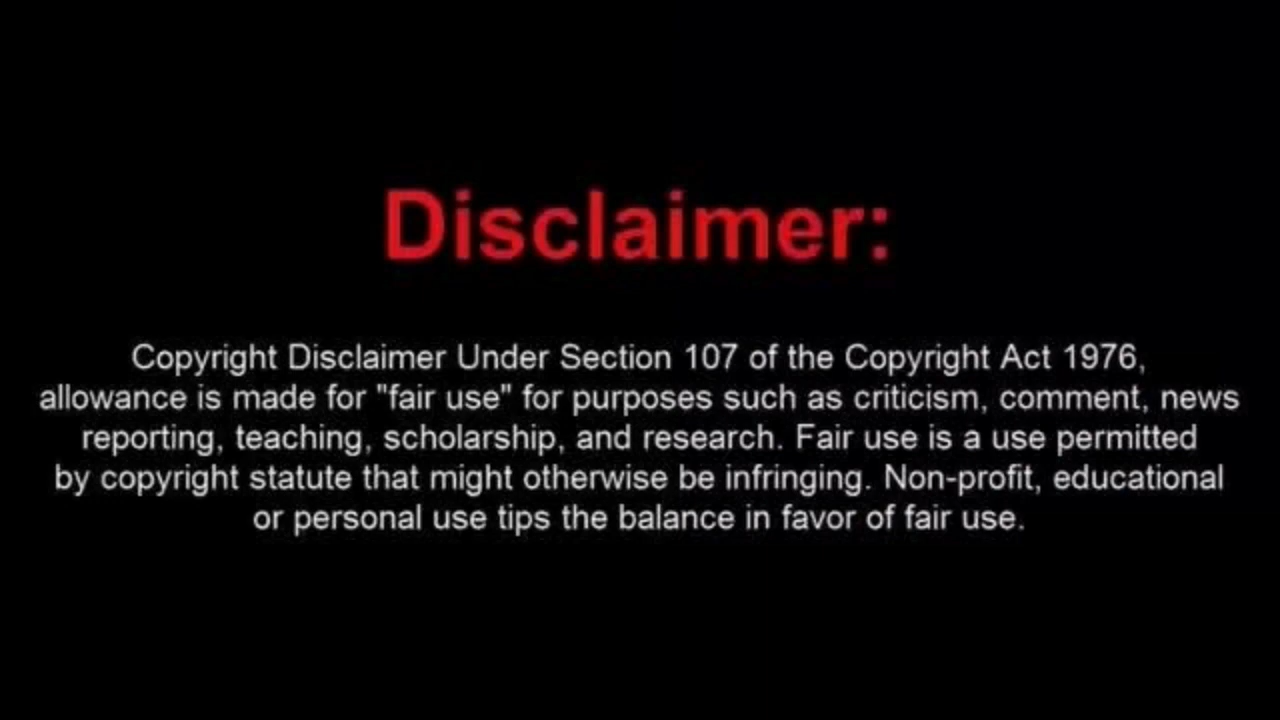 Disclaimer:
Copyright Disclaimer Under Section 107 of the Copyright Act 1976,
allowance is made for "fair use" for purposes such as criticism, comment, news
reporting, teaching, scholarship, and research. Fair use is a use permitted
by copyright statute that might otherwise be infringing. Non-profit, educational
or personal use tips the balance in favor of fair use.